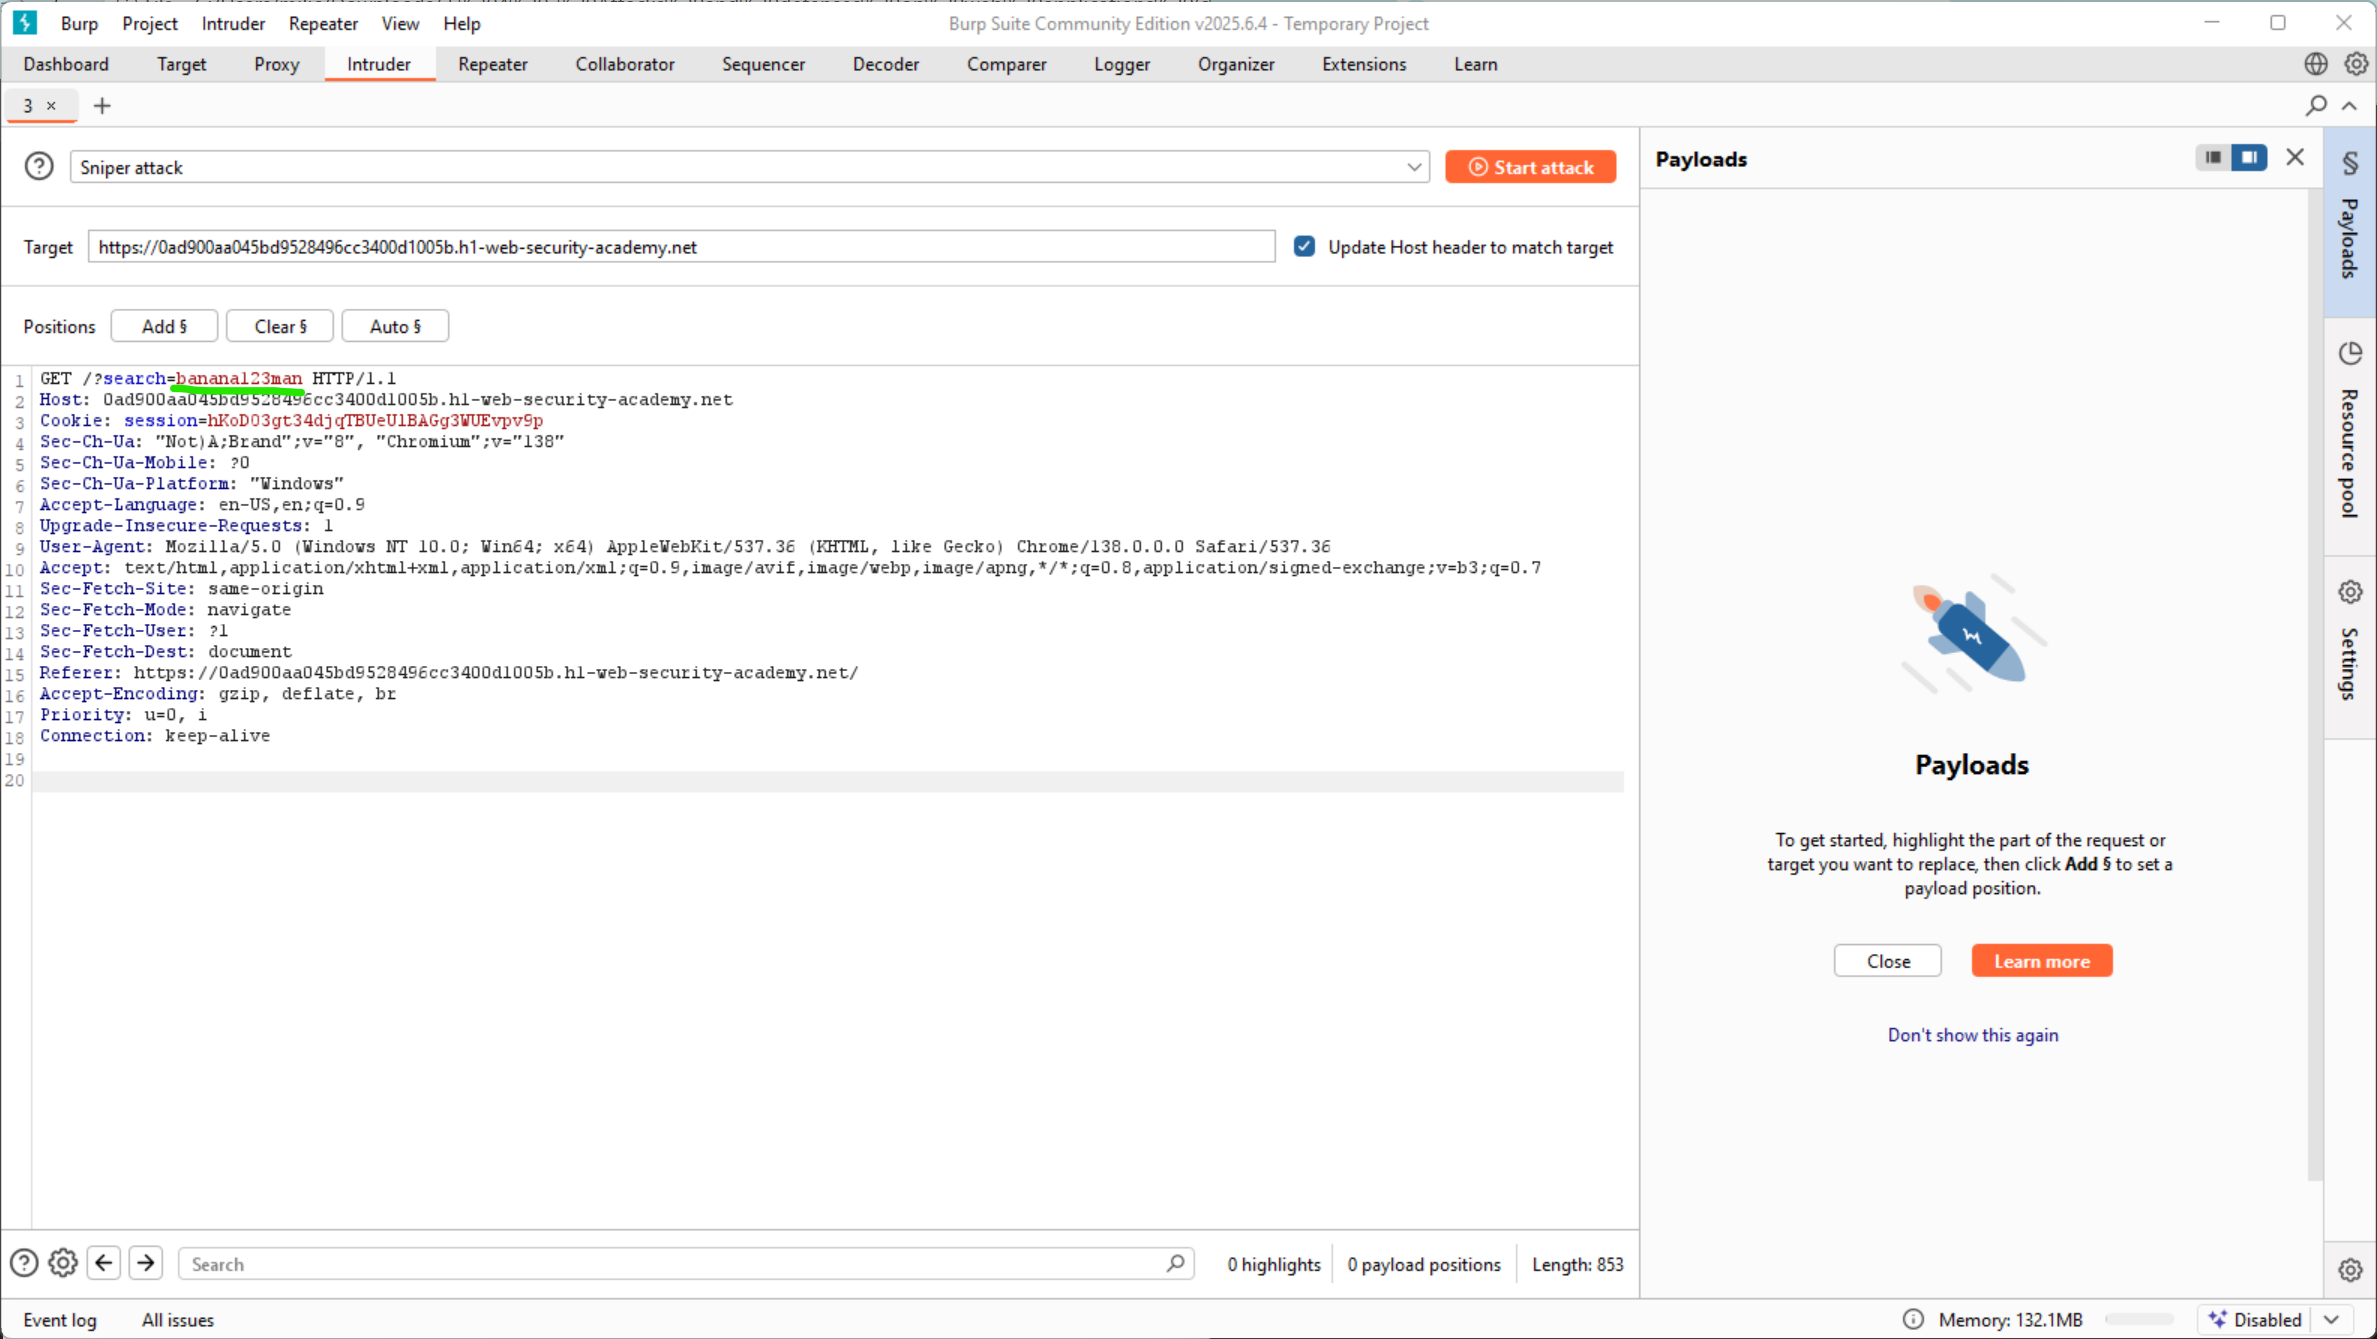 Burp Project Intruder Repeater View Help
Burp Suite Community Edition v2025.6.4 - Temporary Project
Dashboard Target Proxy Intruder Repeater Collaborator Sequencer Decoder Comparer Logger Organizer Extensions Learn
3 × +
Sniper attack
Start attack
Target https://0ad900aa045bd9528496cc3400d1005b.h1-web-security-academy.net
Update Host header to match target
Positions Add § Clear § Auto §
1 GET /?search=banana123man HTTP/1.1
2 Host: 0ad900aa045bd9528496cc3400d1005b.h1-web-security-academy.net
3 Cookie: session=hKoD03gt34djqTBUeUlBAGg3WUEvpv9p
4 Sec-Ch-Ua: "Not)A;Brand";v="8", "Chromium";v="138"
5 Sec-Ch-Ua-Mobile: ?0
6 Sec-Ch-Ua-Platform: "Windows"
7 Accept-Language: en-US,en;q=0.9
8 Upgrade-Insecure-Requests: 1
9 User-Agent: Mozilla/5.0 (Windows NT 10.0; Win64; x64) AppleWebKit/537.36 (KHTML, like Gecko) Chrome/138.0.0.0 Safari/537.36
10 Accept: text/html,application/xhtml+xml,application/xml;q=0.9,image/avif,image/webp,image/apng,*/*;q=0.8,application/signed-exchange;v=b3;q=0.7
11 Sec-Fetch-Site: same-origin
12 Sec-Fetch-Mode: navigate
13 Sec-Fetch-User: ?1
14 Sec-Fetch-Dest: document
15 Referer: https://0ad900aa045bd9528496cc3400d1005b.h1-web-security-academy.net/
16 Accept-Encoding: gzip, deflate, br
17 Priority: u=0, i
18 Connection: keep-alive
19
20
Search
0 highlights 0 payload positions Length: 853
Payloads
Payloads
To get started, highlight the part of the request or
target you want to replace, then click Add § to set a
payload position.
Close Learn more
Don't show this again
§ Payloads
Resource pool
Settings
Event log All issues
Memory: 132.1MB
Disabled